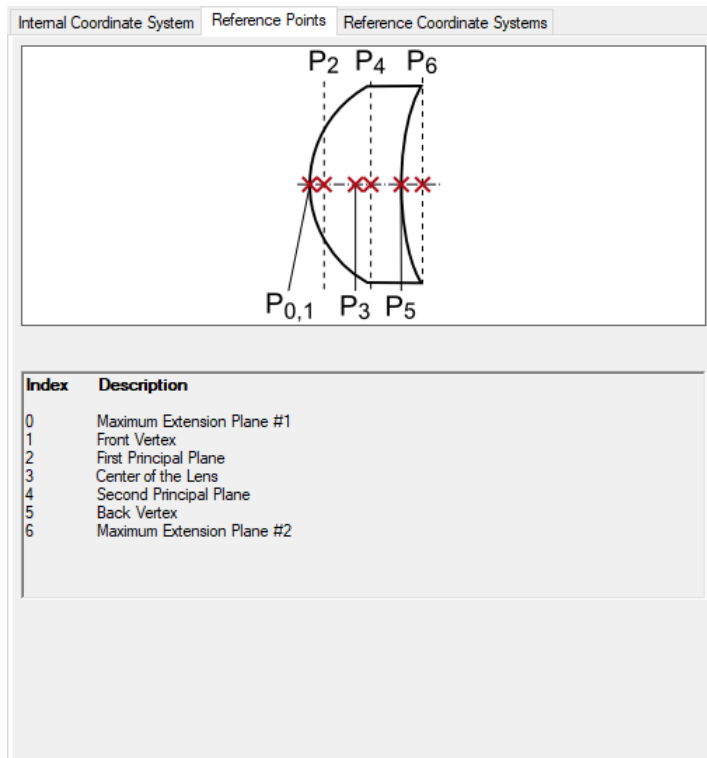 Internal Coordinate System Reference Points Reference Coordinate Systems
P2 P4 P6
P0,1 P3 P5
Index Description
0 Maximum Extension Plane #1
1 Front Vertex
2 First Principal Plane
3 Center of the Lens
4 Second Principal Plane
5 Back Vertex
6 Maximum Extension Plane #2